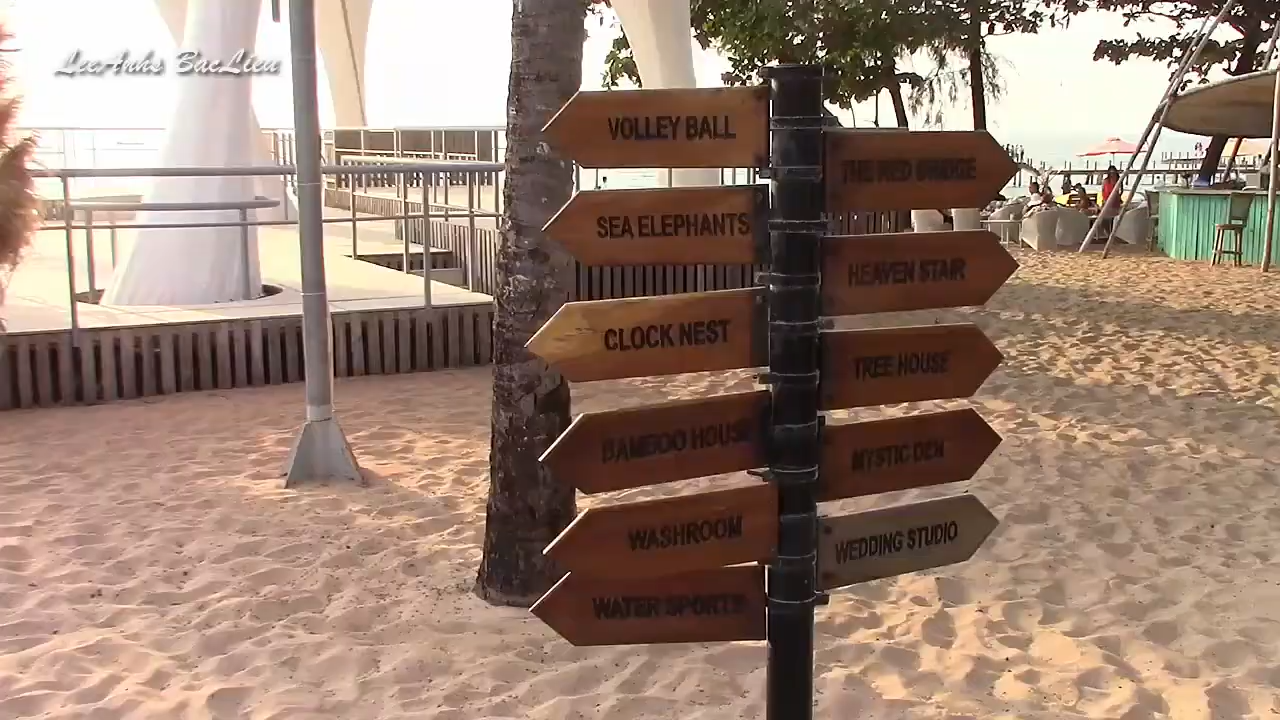 LeeAnhs BacLieu
VOLLEY BALL
SEA ELEPHANTS
CLOCK NEST
BAMBOO HOUSE
WASHROOM
WATER SPORTS
THE RED BRIDGE
HEAVEN STAIR
TREE HOUSE
MYSTIC DEN
WEDDING STUDIO